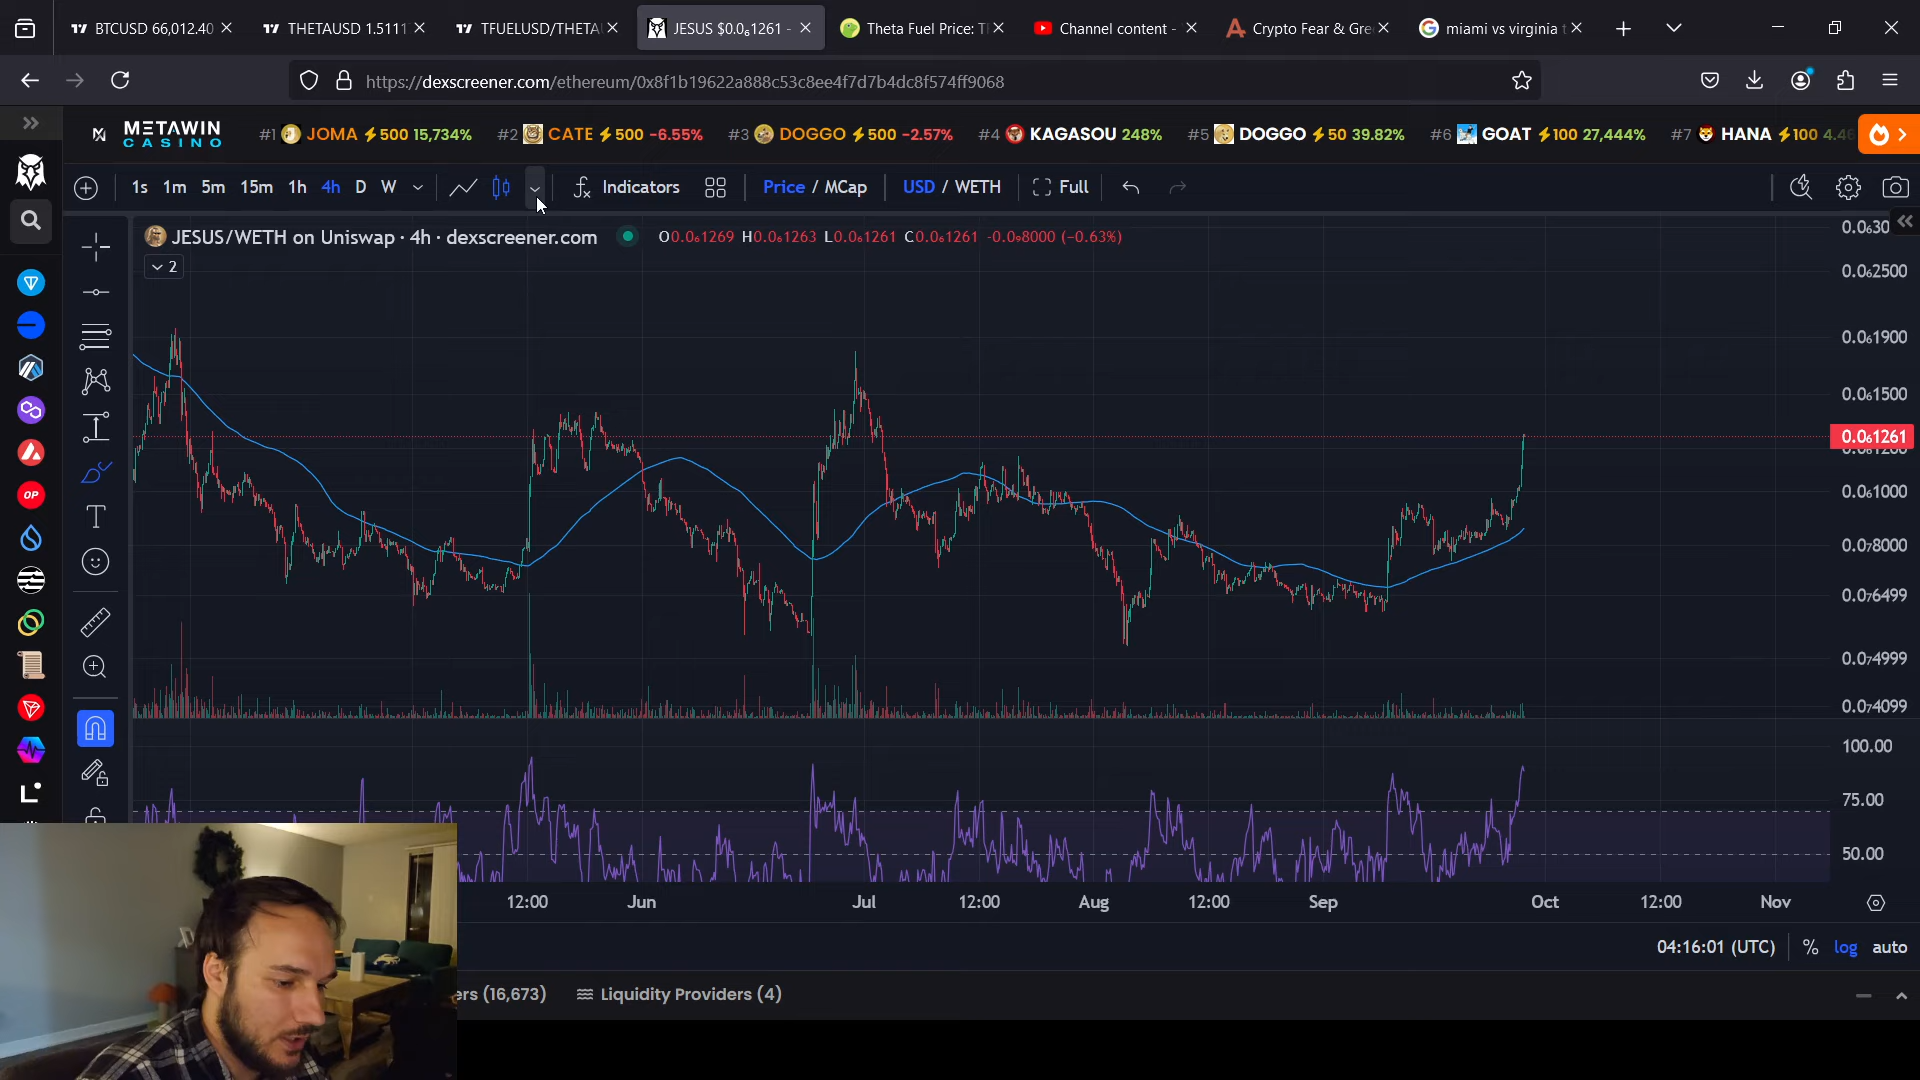 BTCUSD 66,012.40
THETAUSD 1.5111
TFUELUSD/THETA
JESUS $0.0₆1261 -
Theta Fuel Price: T
Channel content -
Crypto Fear & Gre
miami vs virginia t
https://dexscreener.com/ethereum/0x8f1b19622a888c53c8ee4f7d7b4dc8f574ff9068
METAWIN CASINO
#1 JOMA 500 15,734%
#2 CATE 500 -6.55%
#3 DOGGO 500 -2.57%
#4 KAGASOU 248%
#5 DOGGO 50 39.82%
#6 GOAT 100 27,444%
#7 HANA 100 4.46
1s 1m 5m 15m 1h 4h D W
Indicators
Price / MCap
USD / WETH
Full
JESUS/WETH on Uniswap · 4h · dexscreener.com
O0.0₆1269 H0.0₆1263 L0.0₆1261 C0.0₆1261 -0.0₉8000 (−0.63%)
2
0.0₆30
0.0₆2500
0.0₆1900
0.0₆1500
0.0₆1261
0.0₆1200
0.0₆1000
0.0₇8000
0.0₇6499
0.0₇4999
0.0₇4099
100.00
75.00
50.00
OP
T
12:00 Jun Jul 12:00 Aug 12:00 Sep Oct 12:00 Nov
04:16:01 (UTC) % log auto
ers (16,673)
Liquidity Providers (4)